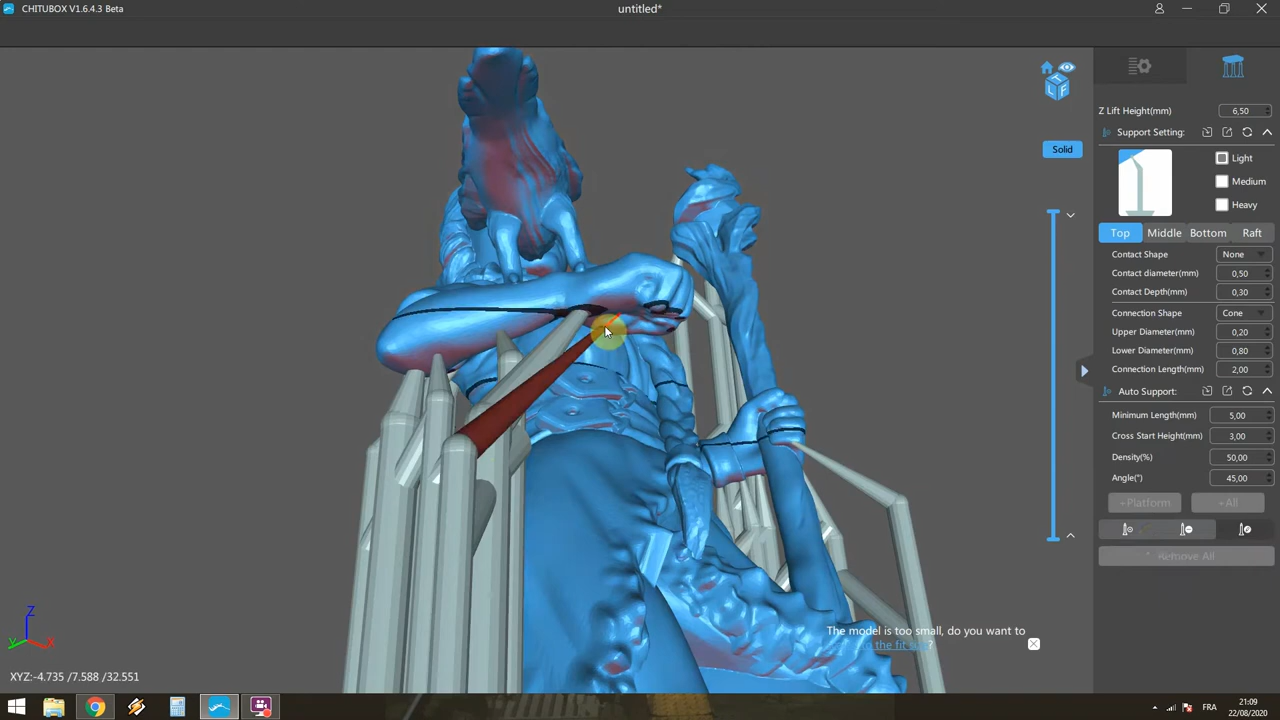 CHITUBOX V1.6.4.3 Beta
untitled*
Z Lift Height(mm) 6,50
Support Setting:
Light
Medium
Heavy
Top Middle Bottom Raft
Contact Shape None
Contact diameter(mm) 0,50
Contact Depth(mm) 0,30
Connection Shape Cone
Upper Diameter(mm) 0,20
Lower Diameter(mm) 0,80
Connection Length(mm) 2,00
Auto Support:
Minimum Length(mm) 5,00
Cross Start Height(mm) 3,00
Density(%) 50,00
Angle(°) 45,00
+Platform +All
Remove All
Solid
T
L F
The model is too small, do you want to
to the fit size?
Z
Y X
XYZ:-4.735 /7.588 /32.551
FRA
21:09
22/08/2020